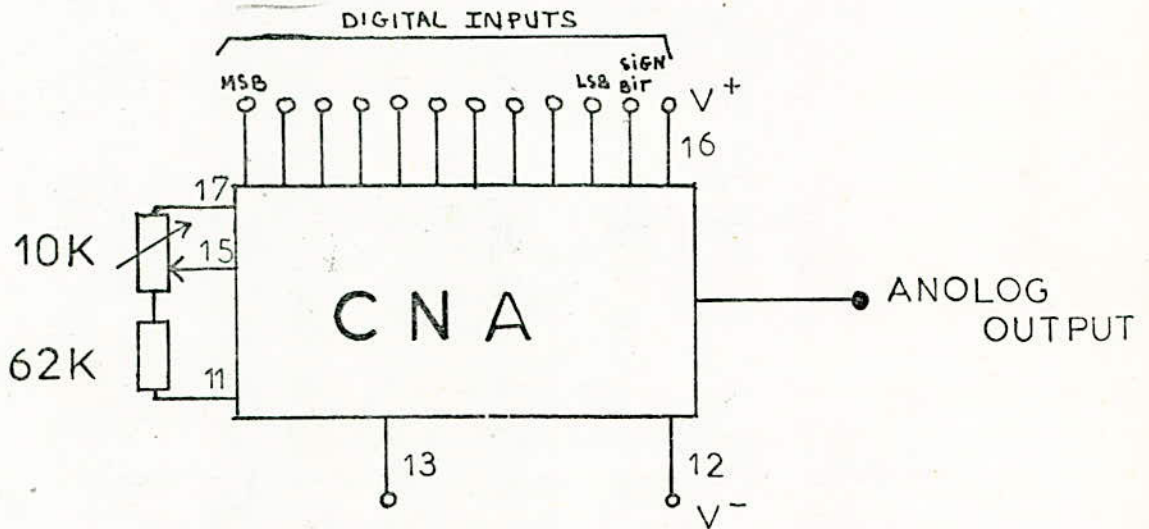 DIGITAL INPUTS
MSB LSB SiGN BiT V+
16
17
10K 15
CNA
ANOLOG
OUTPUT
62K 11
13 12
V-